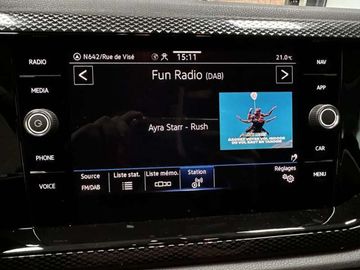 RADIO
MEDIA
PHONE
VOICE
N642/Rue de Visé
15:11
21.0°C
Fun Radio (DAB)
Ayra Starr - Rush
Source
FM/DAB
Liste stat.
Liste mémo.
Station
Réglages
NAV
APP
CAR
MENU